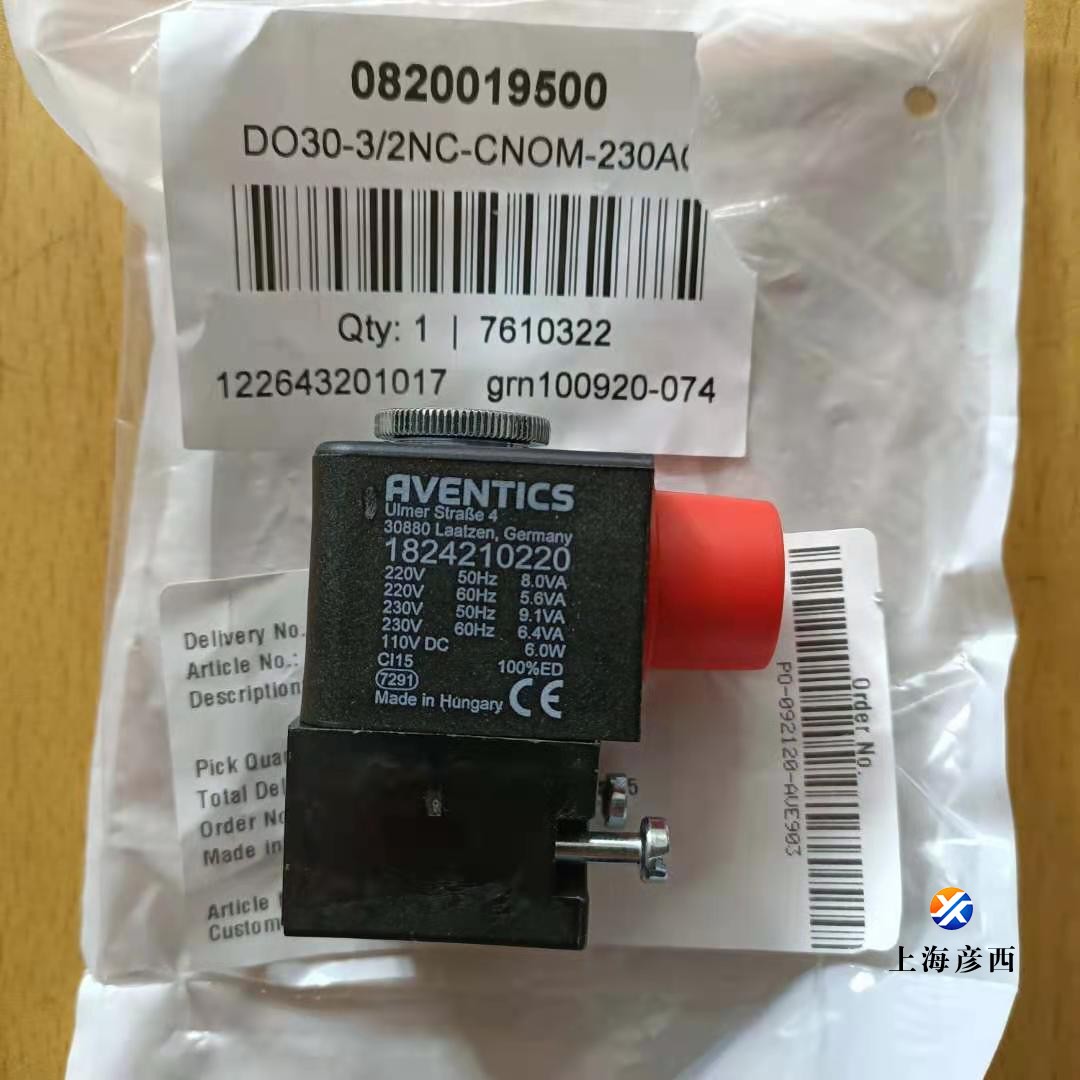 0820019500
DO30-3/2NC-CNOM-230A
Qty: 1 | 7610322
122643201017 grn100920-074
AVENTICS
Ulmer Straße 4
30880 Laatzen, Germany
1824210220
220V 50Hz 8.0VA
220V 60Hz 5.6VA
230V 50Hz 9.1VA
230V 60Hz 6.4VA
110V DC 6.0W
CI15 100%ED
7291
Made in Hungary CE
Delivery No.
Article No.:
Description
Pick Qua
Total Del
Order No
Made in
Article
Custom
5
Order No.
PO-092120-AVE903
上海彦西